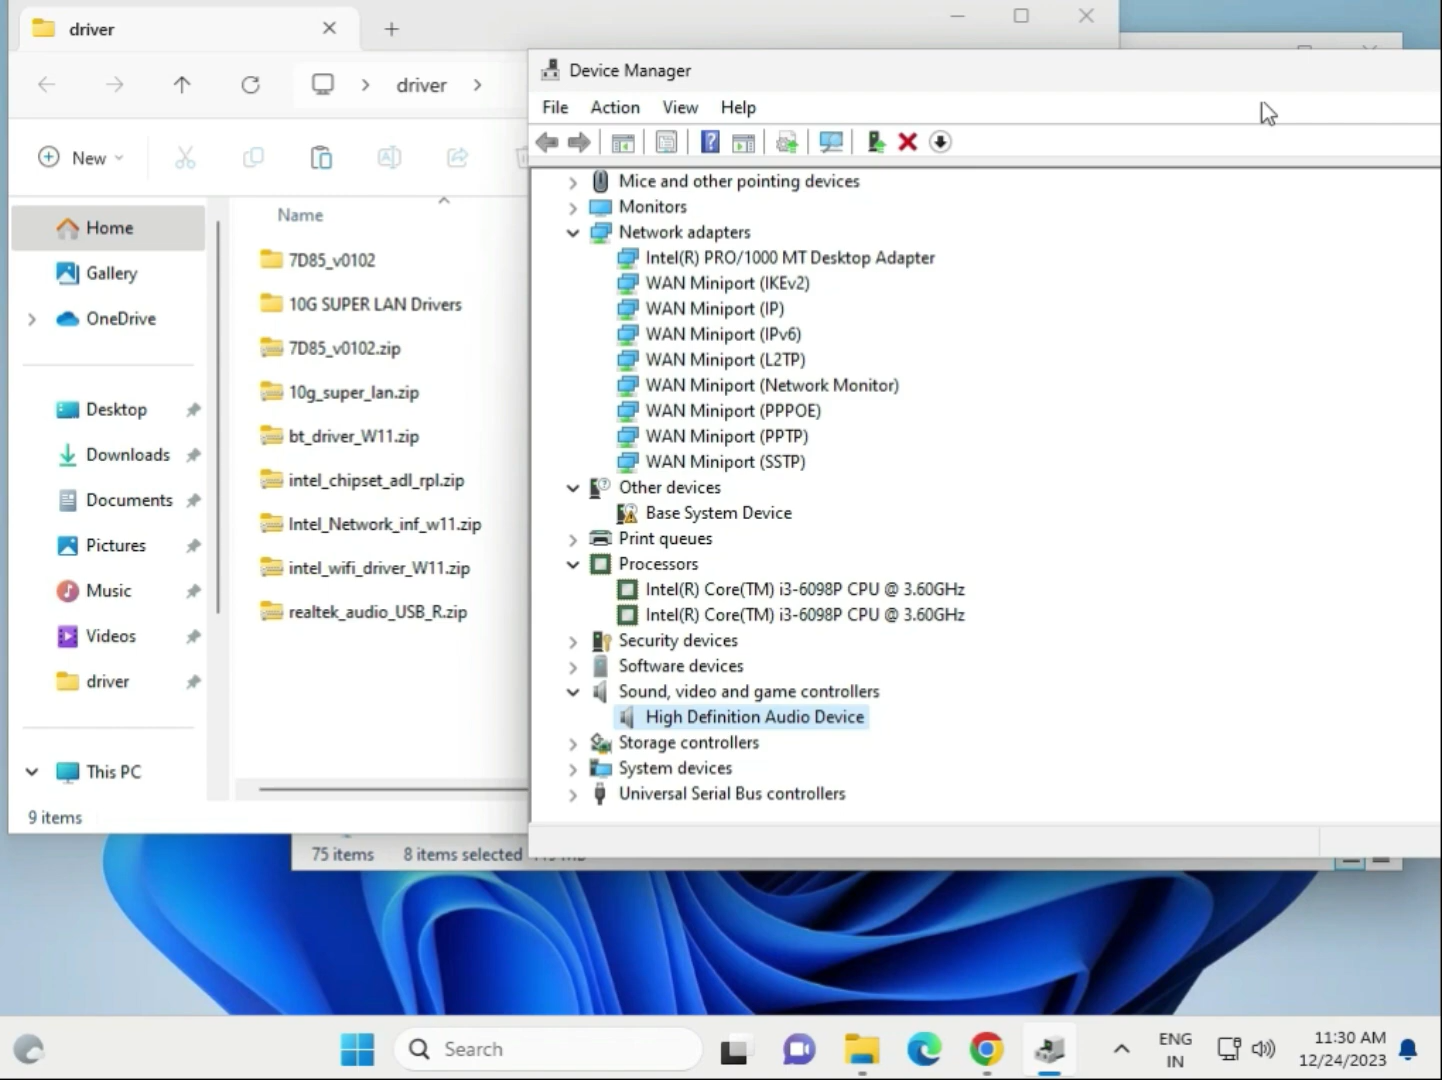 driver
driver
New
Name
Home
Gallery
OneDrive
Desktop
Downloads
Documents
Pictures
Music
Videos
driver
This PC
7D85_v0102
10G SUPER LAN Drivers
7D85_v0102.zip
10g_super_lan.zip
bt_driver_W11.zip
intel_chipset_adl_rpl.zip
Intel_Network_inf_w11.zip
intel_wifi_driver_W11.zip
realtek_audio_USB_R.zip
9 items
Device Manager
File Action View Help
Mice and other pointing devices
Monitors
Network adapters
Intel(R) PRO/1000 MT Desktop Adapter
WAN Miniport (IKEv2)
WAN Miniport (IP)
WAN Miniport (IPv6)
WAN Miniport (L2TP)
WAN Miniport (Network Monitor)
WAN Miniport (PPPOE)
WAN Miniport (PPTP)
WAN Miniport (SSTP)
Other devices
Base System Device
Print queues
Processors
Intel(R) Core(TM) i3-6098P CPU @ 3.60GHz
Intel(R) Core(TM) i3-6098P CPU @ 3.60GHz
Security devices
Software devices
Sound, video and game controllers
High Definition Audio Device
Storage controllers
System devices
Universal Serial Bus controllers
75 items 8 items selected
Search
ENG
IN
11:30 AM
12/24/2023